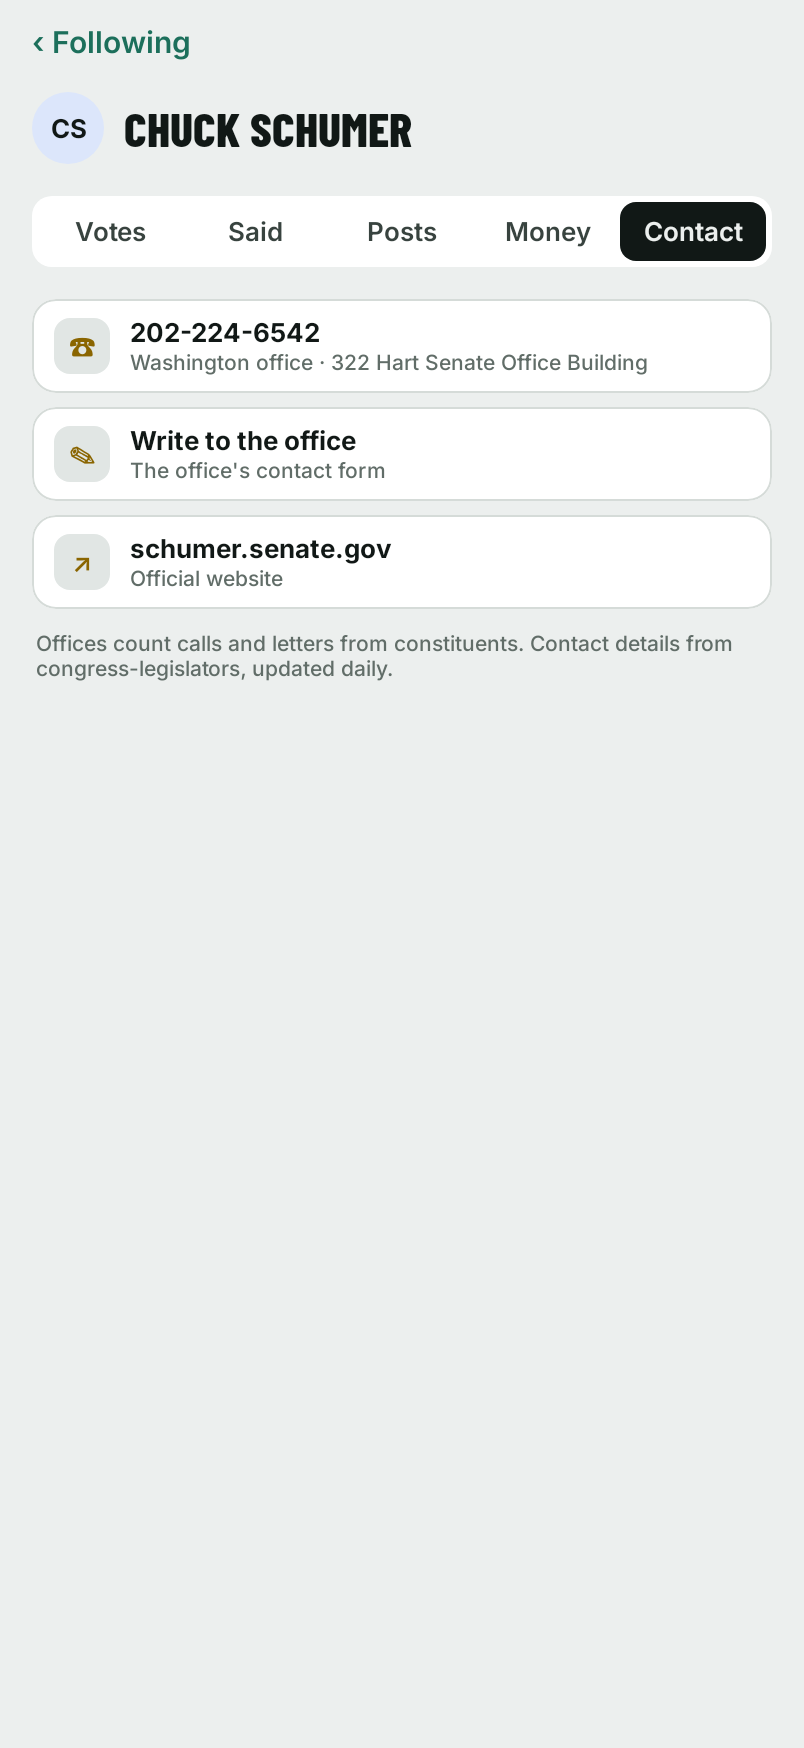 ‹ Following
CS
CHUCK SCHUMER
Votes Said Posts Money Contact
202-224-6542
Washington office · 322 Hart Senate Office Building
Write to the office
The office's contact form
schumer.senate.gov
Official website
Offices count calls and letters from constituents. Contact details from
congress-legislators, updated daily.